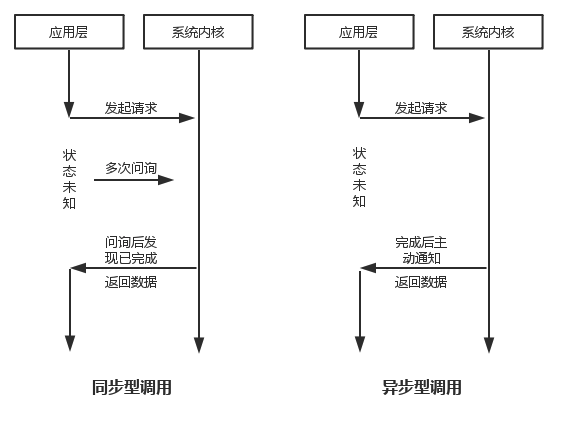 应用层
系统内核
发起请求
状态未知
多次问询
问询后发
现已完成
返回数据
同步型调用
应用层
系统内核
发起请求
状态未知
完成后主
动通知
返回数据
异步型调用